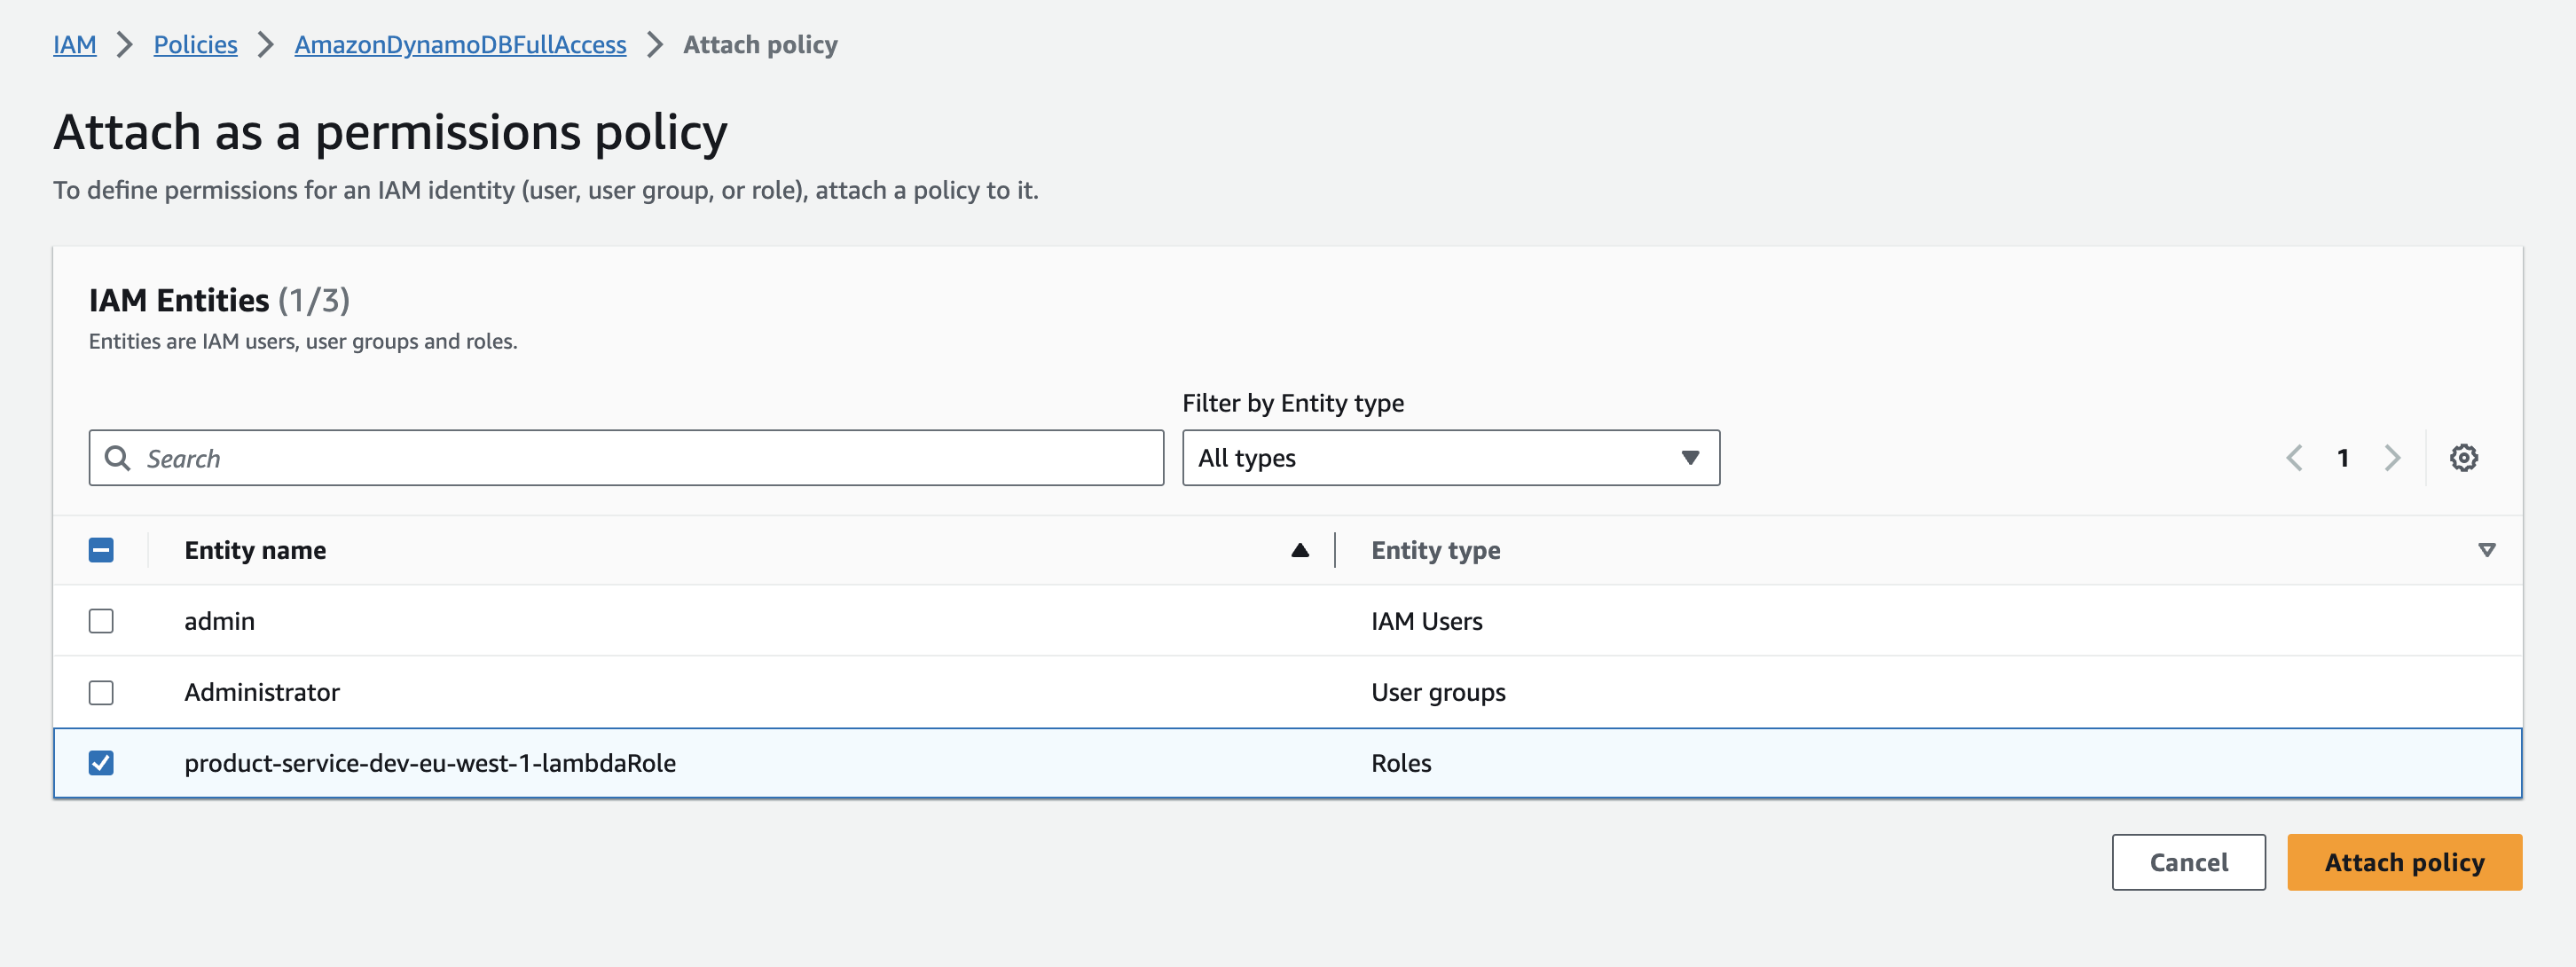 IAM > Policies > AmazonDynamoDBFullAccess > Attach policy
Attach as a permissions policy
To define permissions for an IAM identity (user, user group, or role), attach a policy to it.
IAM Entities (1/3)
Entities are IAM users, user groups and roles.
Filter by Entity type
Search All types 1
Entity name Entity type
admin IAM Users
Administrator User groups
product-service-dev-eu-west-1-lambdaRole Roles
Cancel Attach policy